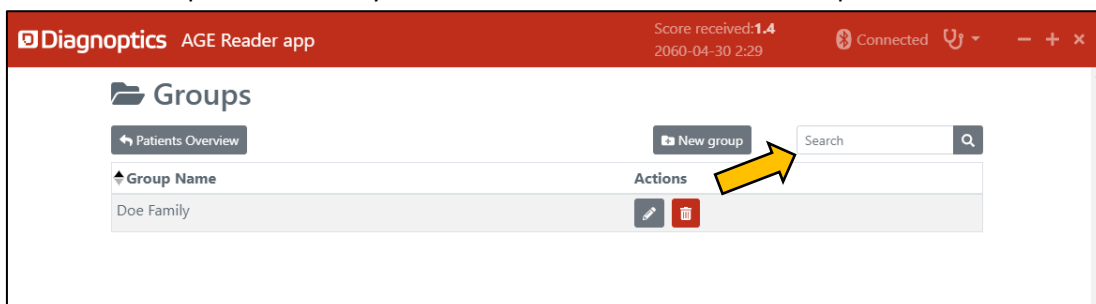 Diagnoptics AGE Reader app
Score received:1.4
2060-04-30 2:29
Connected
Groups
Patients Overview
New group
Search
Group Name
Actions
Doe Family